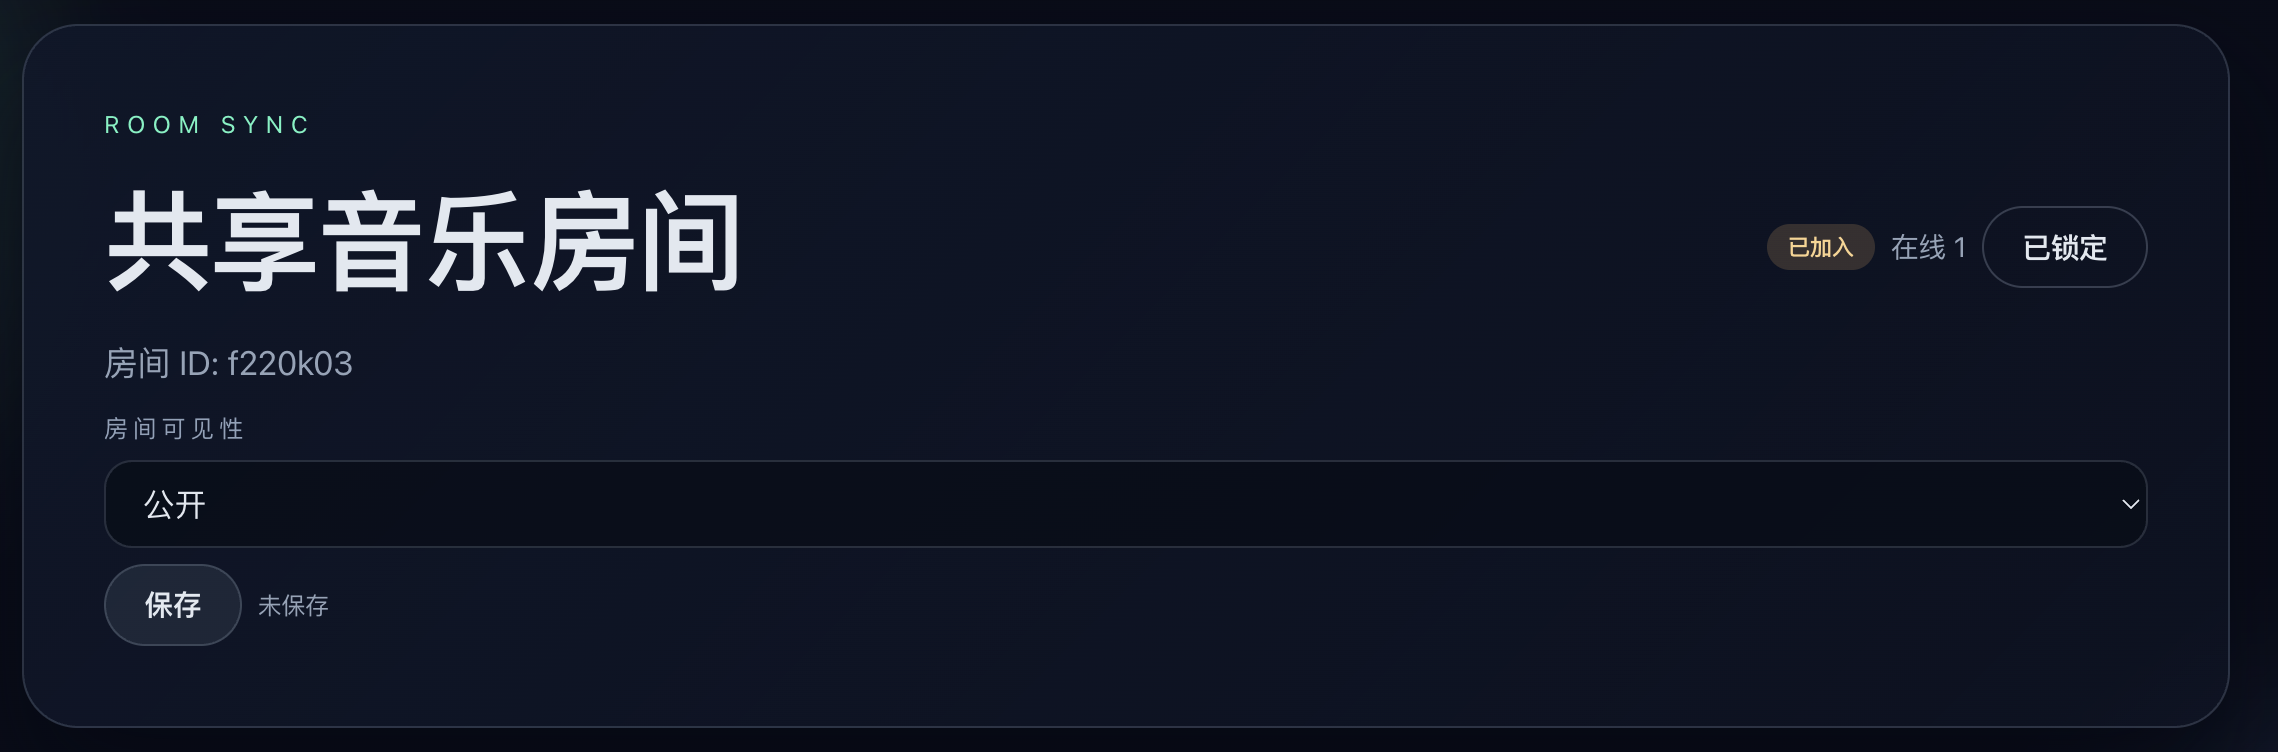 ROOM SYNC
共享音乐房间
已加入 在线 1 已锁定
房间 ID: f220k03
房间可见性
公开
保存 未保存